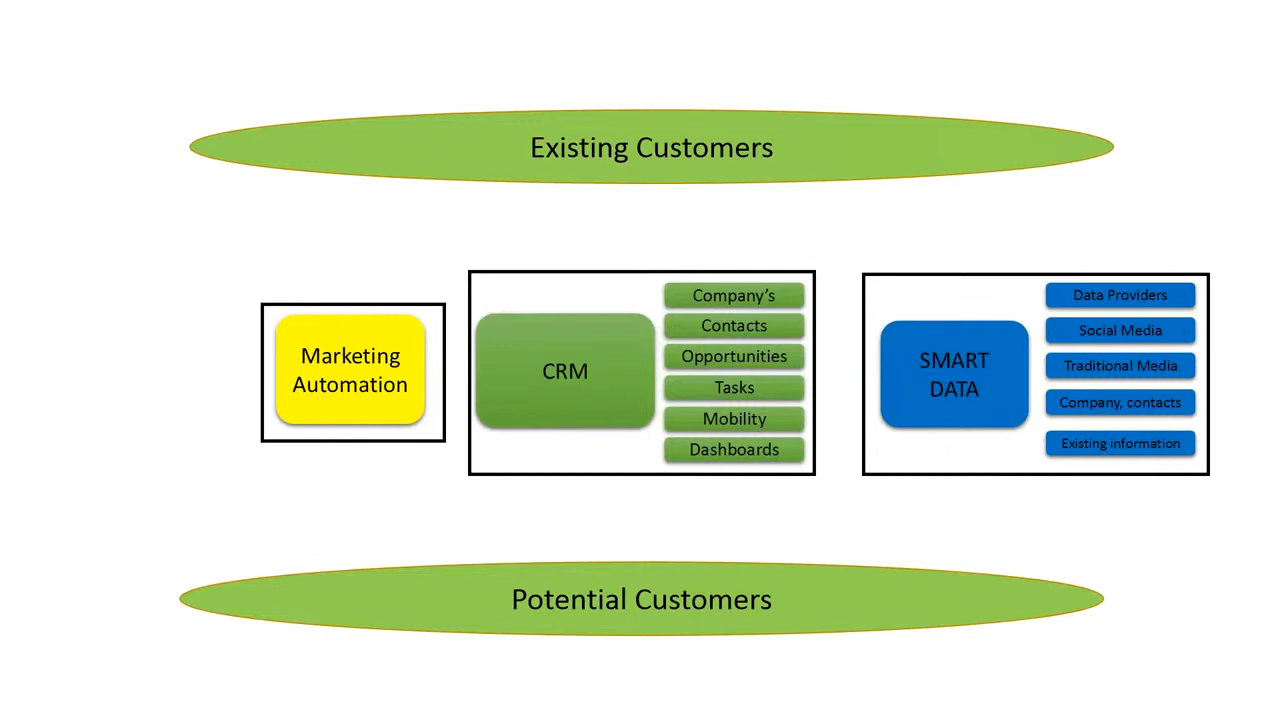 Existing Customers
Marketing
Automation
CRM
Company's
Contacts
Opportunities
Tasks
Mobility
Dashboards
SMART
DATA
Data Providers
Social Media
Traditional Media
Company, contacts
Existing information
Potential Customers